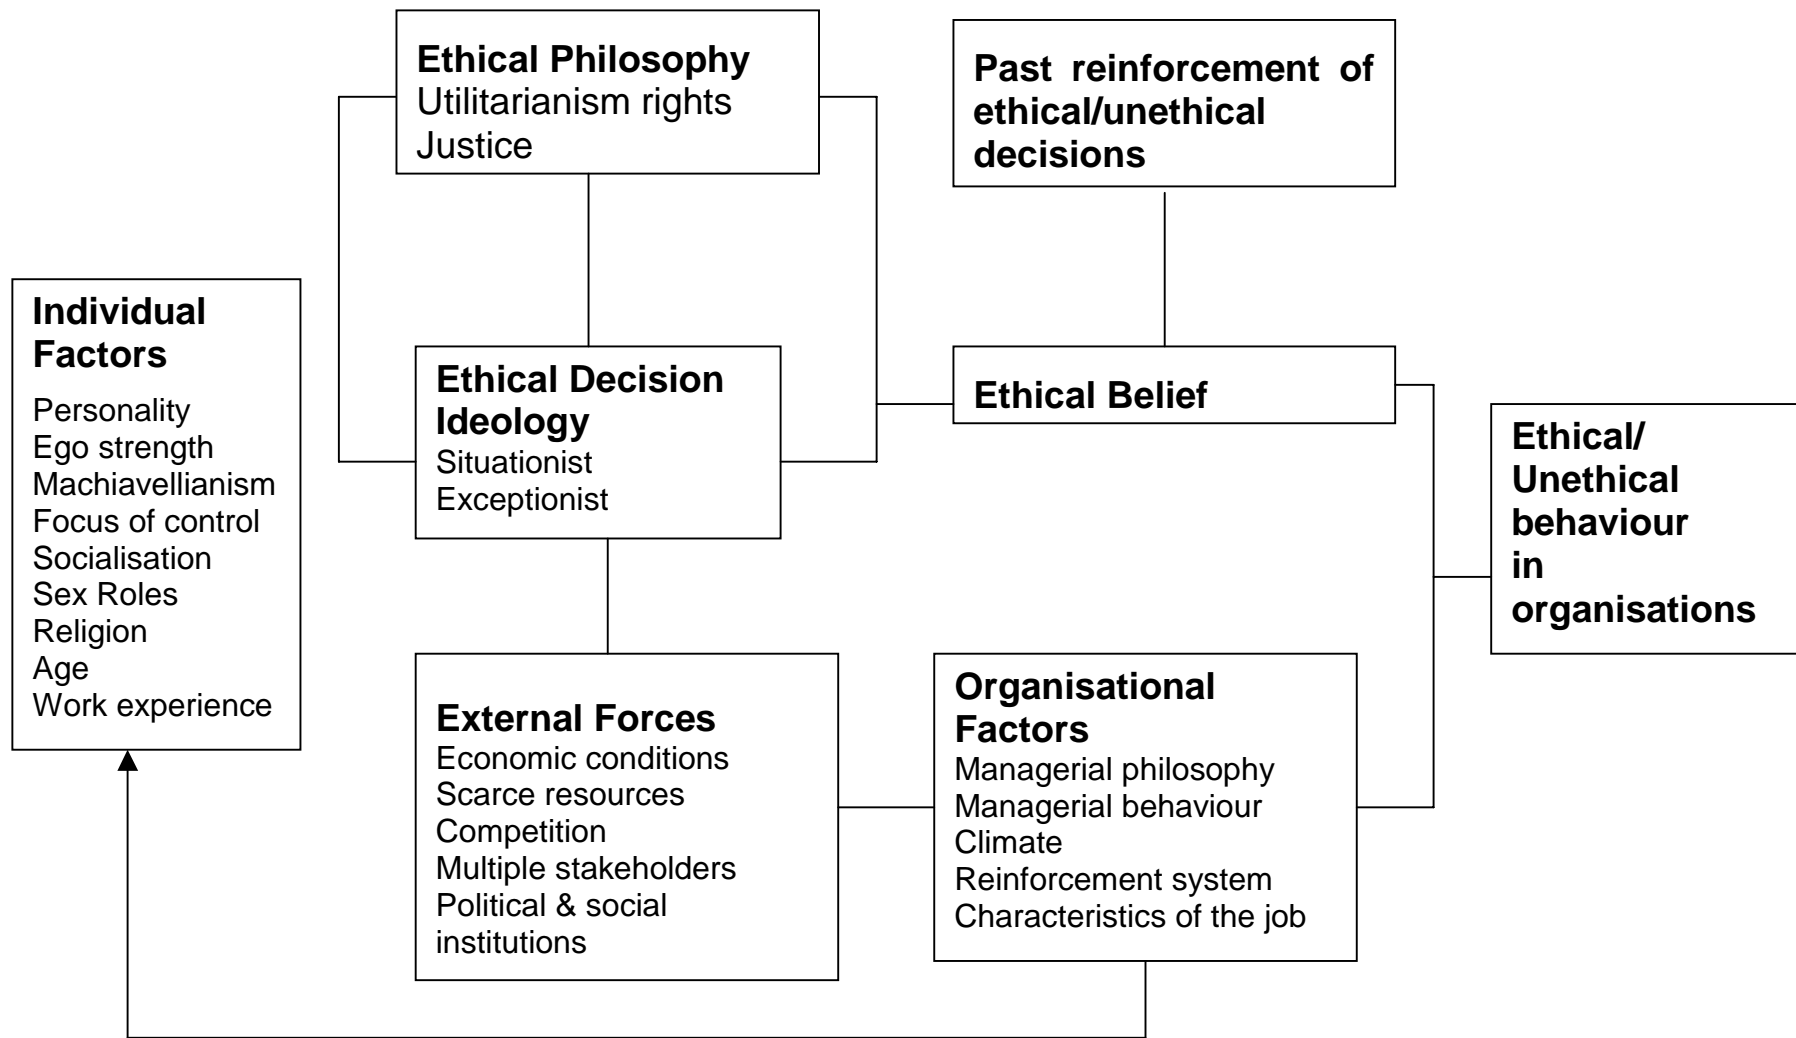 Ethical Philosophy
Utilitarianism rights
Justice
Past reinforcement of
ethical/unethical
decisions
Individual
Factors
Personality
Ego strength
Machiavellianism
Focus of control
Socialisation
Sex Roles
Religion
Age
Work experience
Ethical Decision
Ideology
Situationist
Exceptionist
Ethical Belief
Ethical/
Unethical
behaviour
in
organisations
External Forces
Economic conditions
Scarce resources
Competition
Multiple stakeholders
Political & social
institutions
Organisational
Factors
Managerial philosophy
Managerial behaviour
Climate
Reinforcement system
Characteristics of the job